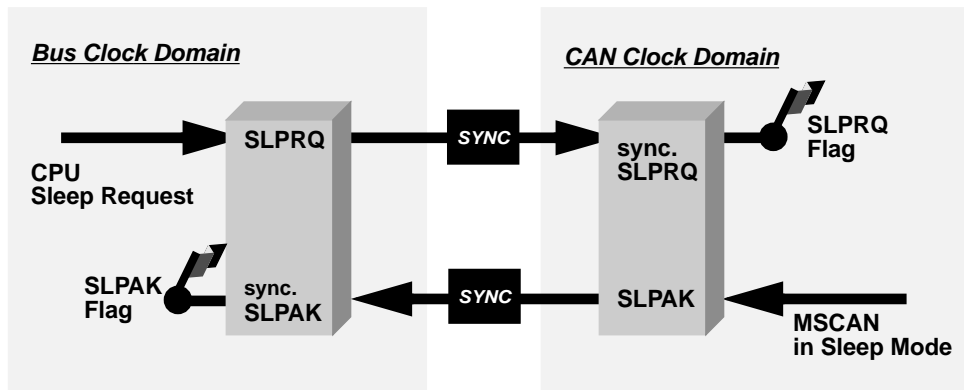 Bus Clock Domain
CAN Clock Domain
SLPRQ
SYNC
sync.
SLPRQ
SLPRQ
Flag
CPU
Sleep Request
SLPAK
Flag
sync.
SLPAK
SYNC
SLPAK
MSCAN
in Sleep Mode